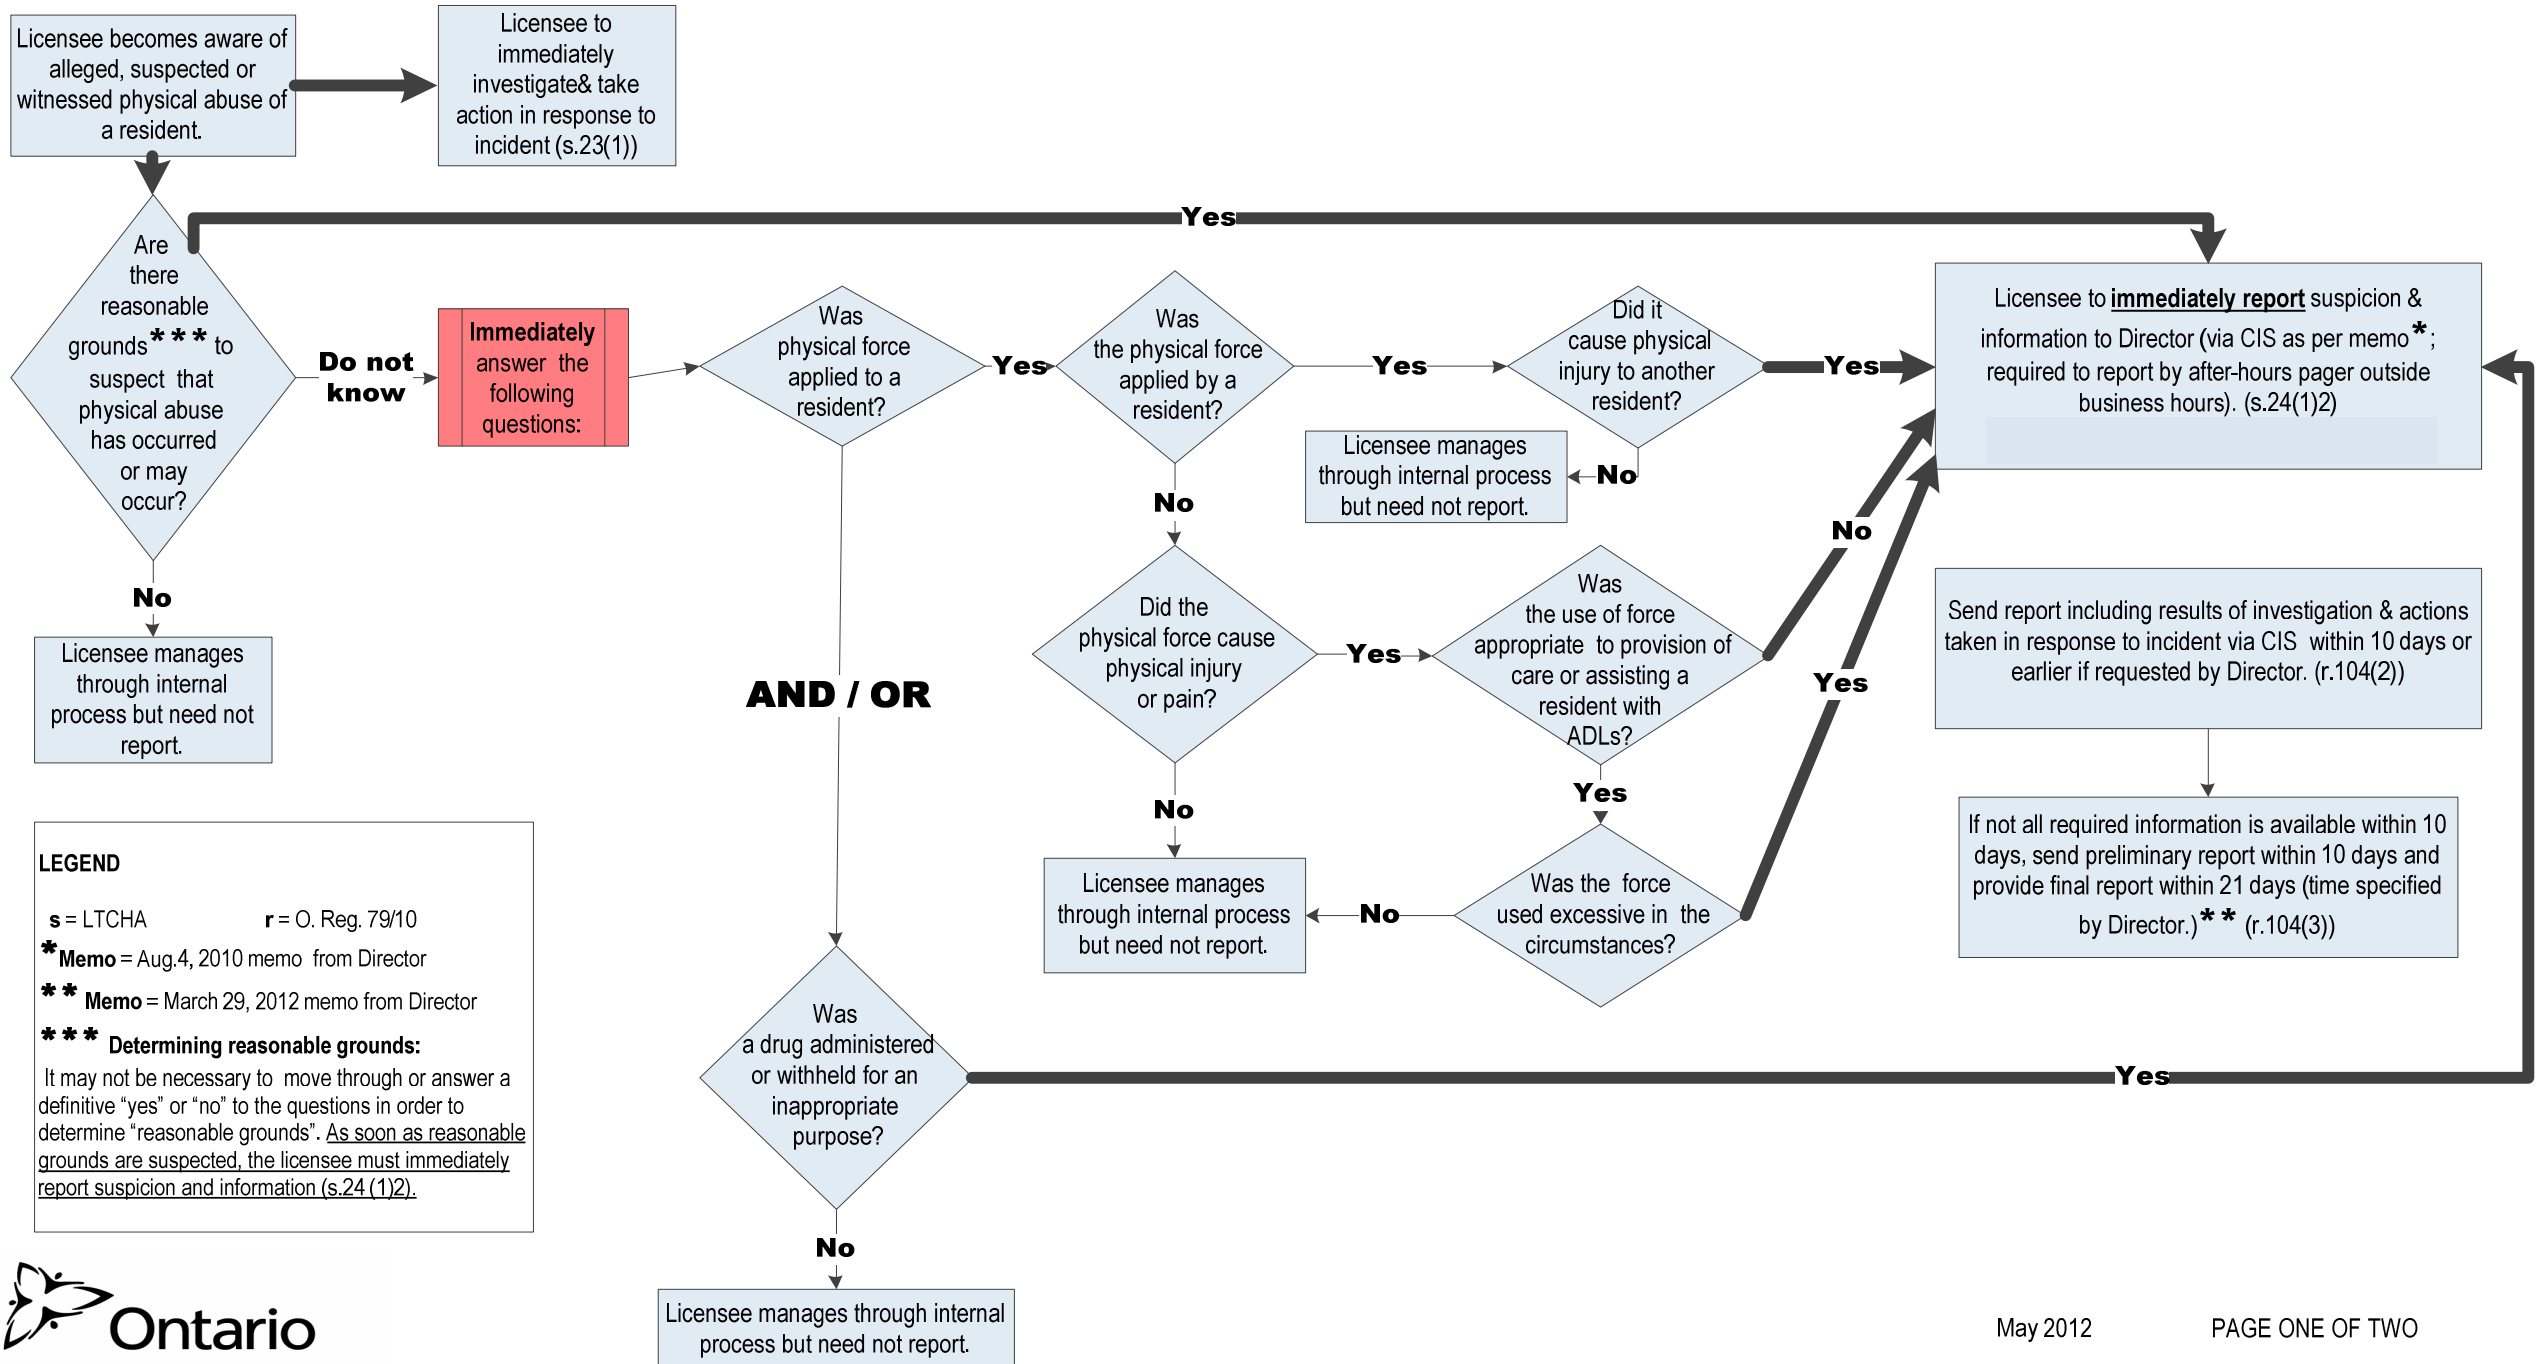 Licensee becomes aware of
alleged, suspected or
witnessed physical abuse of
a resident.
Licensee to
immediately
investigate& take
action in response to
incident (s.23(1))
Yes
Are
there
reasonable
grounds*** to
suspect that
physical abuse
has occurred
or may
occur?
Do not
know
Immediately
answer the
following
questions:
Was
physical force
applied to a
resident?
Yes
Was
the physical force
applied by a
resident?
Yes
Did it
cause physical
injury to another
resident?
Yes
Licensee to immediately report suspicion &
information to Director (via CIS as per memo*;
required to report by after-hours pager outside
business hours). (s.24(1)2)
No
Licensee manages
through internal process
but need not report.
No
Licensee manages
through internal
process but need not
report.
No
Did the
physical force cause
physical injury
or pain?
Yes
Was
the use of force
appropriate to provision of
care or assisting a
resident with
ADLs?
No
Yes
Yes
Was the force
used excessive in the
circumstances?
No
No
Licensee manages
through internal process
but need not report.
Send report including results of investigation & actions
taken in response to incident via CIS within 10 days or
earlier if requested by Director. (r.104(2))
If not all required information is available within 10
days, send preliminary report within 10 days and
provide final report within 21 days (time specified
by Director.)** (r.104(3))
AND / OR
Was
a drug administered
or withheld for an
inappropriate
purpose?
Yes
No
Licensee manages through internal
process but need not report.
LEGEND
s = LTCHA r = O. Reg. 79/10
*Memo = Aug.4, 2010 memo from Director
** Memo = March 29, 2012 memo from Director
*** Determining reasonable grounds:
It may not be necessary to move through or answer a
definitive “yes” or “no” to the questions in order to
determine “reasonable grounds”. As soon as reasonable
grounds are suspected, the licensee must immediately
report suspicion and information (s.24 (1)2).
Ontario
May 2012 PAGE ONE OF TWO